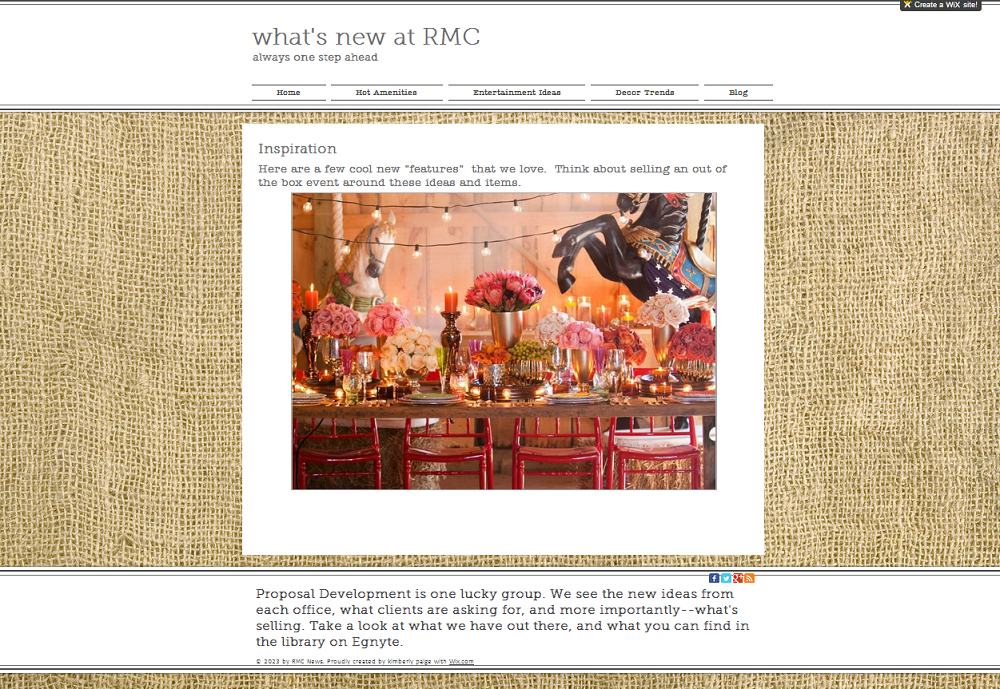 Create a WiX site!
what's new at RMC
always one step ahead
Home
Hot Amenities
Entertainment Ideas
Decor Trends
Blog
Inspiration
Here are a few cool new "features"  that we love.  Think about selling an out of
the box event around these ideas and items.
Proposal Development is one lucky group. We see the new ideas from
each office, what clients are asking for, and more importantly--what's
selling. Take a look at what we have out there, and what you can find in
the library on Egnyte.
© 2023 by RMC News. Proudly created by kimberly paige with Wix.com